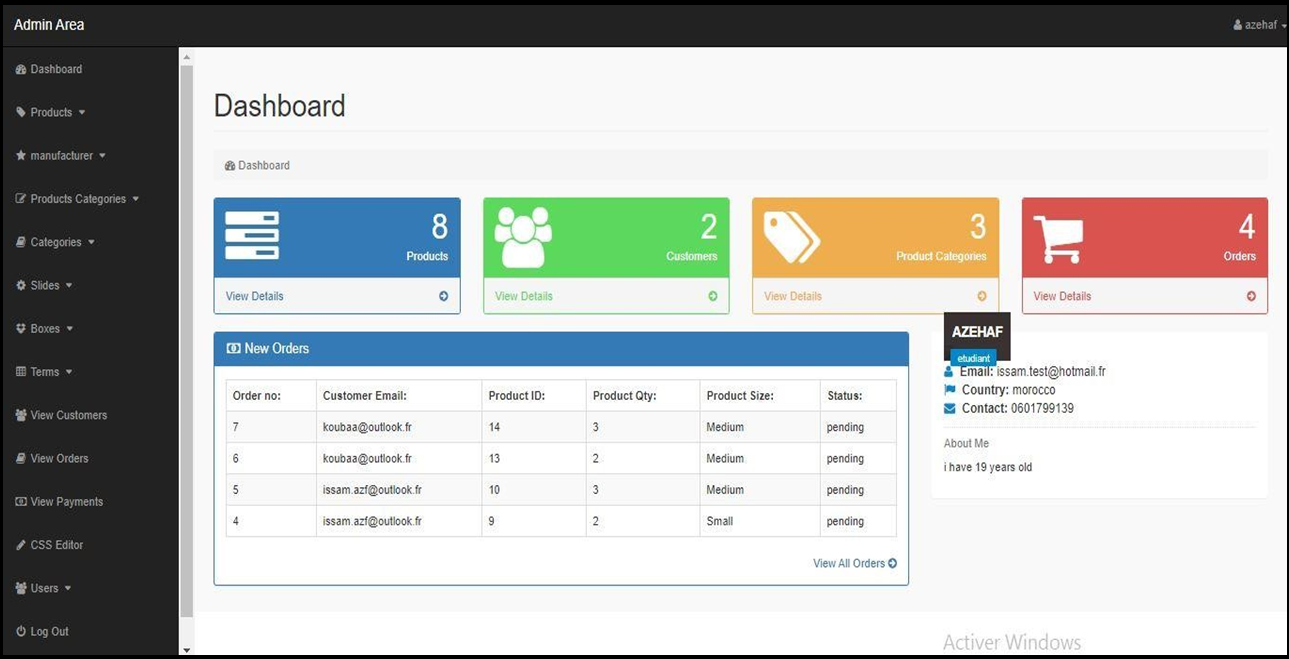 Admin Area
azehaf
Dashboard
Products
manufacturer
Products Categories
Categories
Slides
Boxes
Terms
View Customers
View Orders
View Payments
CSS Editor
Users
Log Out
Dashboard
Dashboard
8
Products
View Details
2
Customers
View Details
3
Product Categories
View Details
4
Orders
View Details
New Orders
Order no: Customer Email: Product ID: Product Qty: Product Size: Status:
7 koubaa@outlook.fr 14 3 Medium pending
6 koubaa@outlook.fr 13 2 Medium pending
5 issam.azf@outlook.fr 10 3 Medium pending
4 issam.azf@outlook.fr 9 2 Small pending
View All Orders
AZEHAF
etudiant
Email: issam.test@hotmail.fr
Country: morocco
Contact: 0601799139
About Me
i have 19 years old
Activer Windows